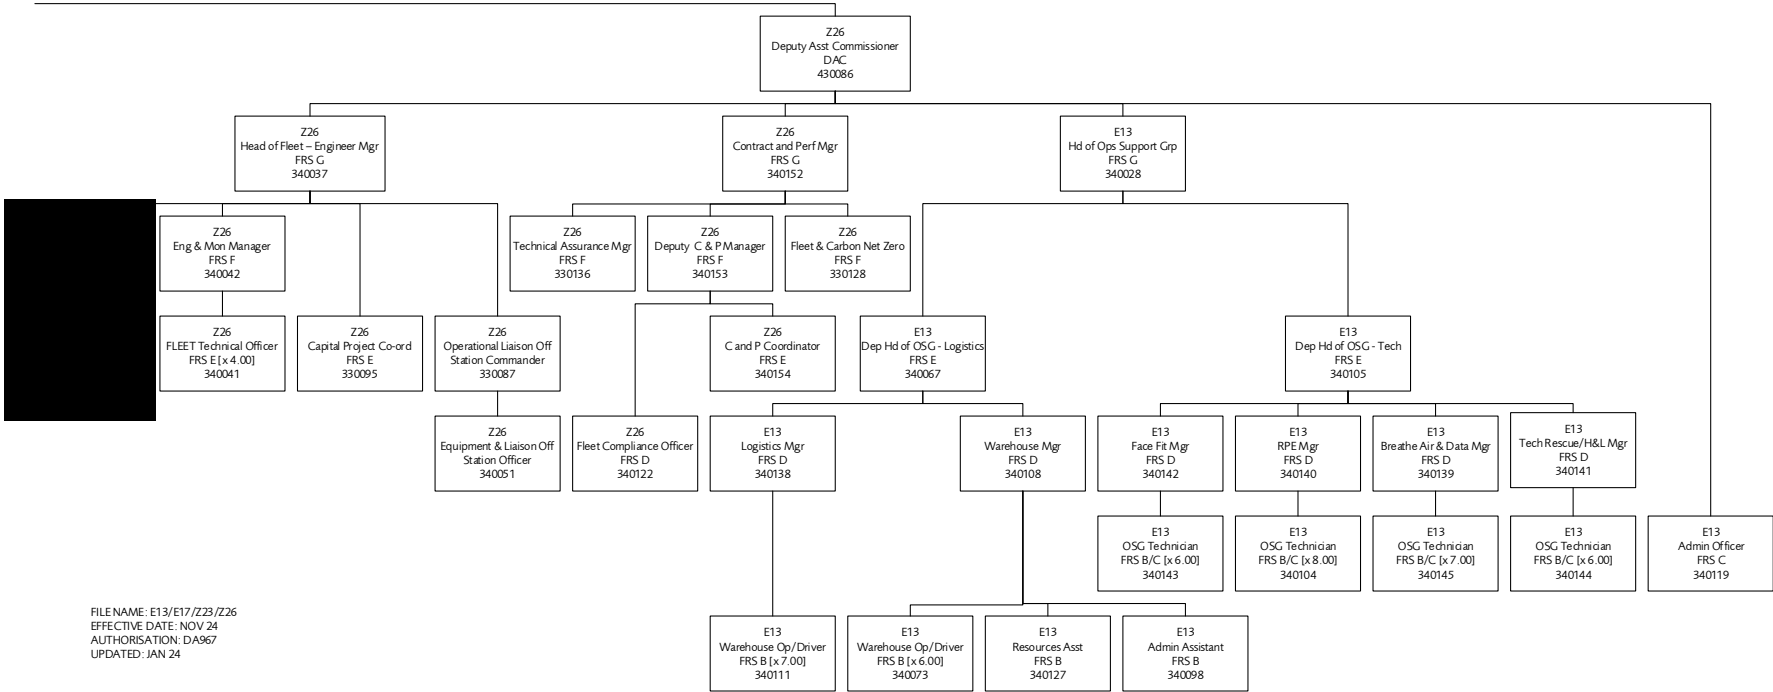 Z26
Deputy Asst Commissioner
DAC
430086
Z26
Head of Fleet – Engineer Mgr
FRS G
340037
Z26
Contract and Perf Mgr
FRS G
340152
E13
Hd of Ops Support Grp
FRS G
340028
Z26
Eng & Mon Manager
FRS F
340042
Z26
Technical Assurance Mgr
FRS F
330136
Z26
Deputy C & P Manager
FRS F
340153
Z26
Fleet & Carbon Net Zero
FRS F
330128
Z26
FLEET Technical Officer
FRS E [x 4.00]
340041
Z26
Capital Project Co-ord
FRS E
330095
Z26
Operational Liaison Off
Station Commander
330087
Z26
C and P Coordinator
FRS E
340154
E13
Dep Hd of OSG - Logistics
FRS E
340067
E13
Dep Hd of OSG - Tech
FRS E
340105
Z26
Equipment & Liaison Off
Station Officer
340051
Z26
Fleet Compliance Officer
FRS D
340122
E13
Logistics Mgr
FRS D
340138
E13
Warehouse Mgr
FRS D
340108
E13
Face Fit Mgr
FRS D
340142
E13
RPE Mgr
FRS D
340140
E13
Breathe Air & Data Mgr
FRS D
340139
E13
Tech Rescue/H&L Mgr
FRS D
340141
E13
OSG Technician
FRS B/C [x 6.00]
340143
E13
OSG Technician
FRS B/C [x 8.00]
340104
E13
OSG Technician
FRS B/C [x 7.00]
340145
E13
OSG Technician
FRS B/C [x 6.00]
340144
E13
Admin Officer
FRS C
340119
E13
Warehouse Op/Driver
FRS B [x 7.00]
340111
E13
Warehouse Op/Driver
FRS B [x 6.00]
340073
E13
Resources Asst
FRS B
340127
E13
Admin Assistant
FRS B
340098
FILE NAME: E13/E17/Z23/Z26
EFFECTIVE DATE: NOV 24
AUTHORISATION: DA967
UPDATED: JAN 24